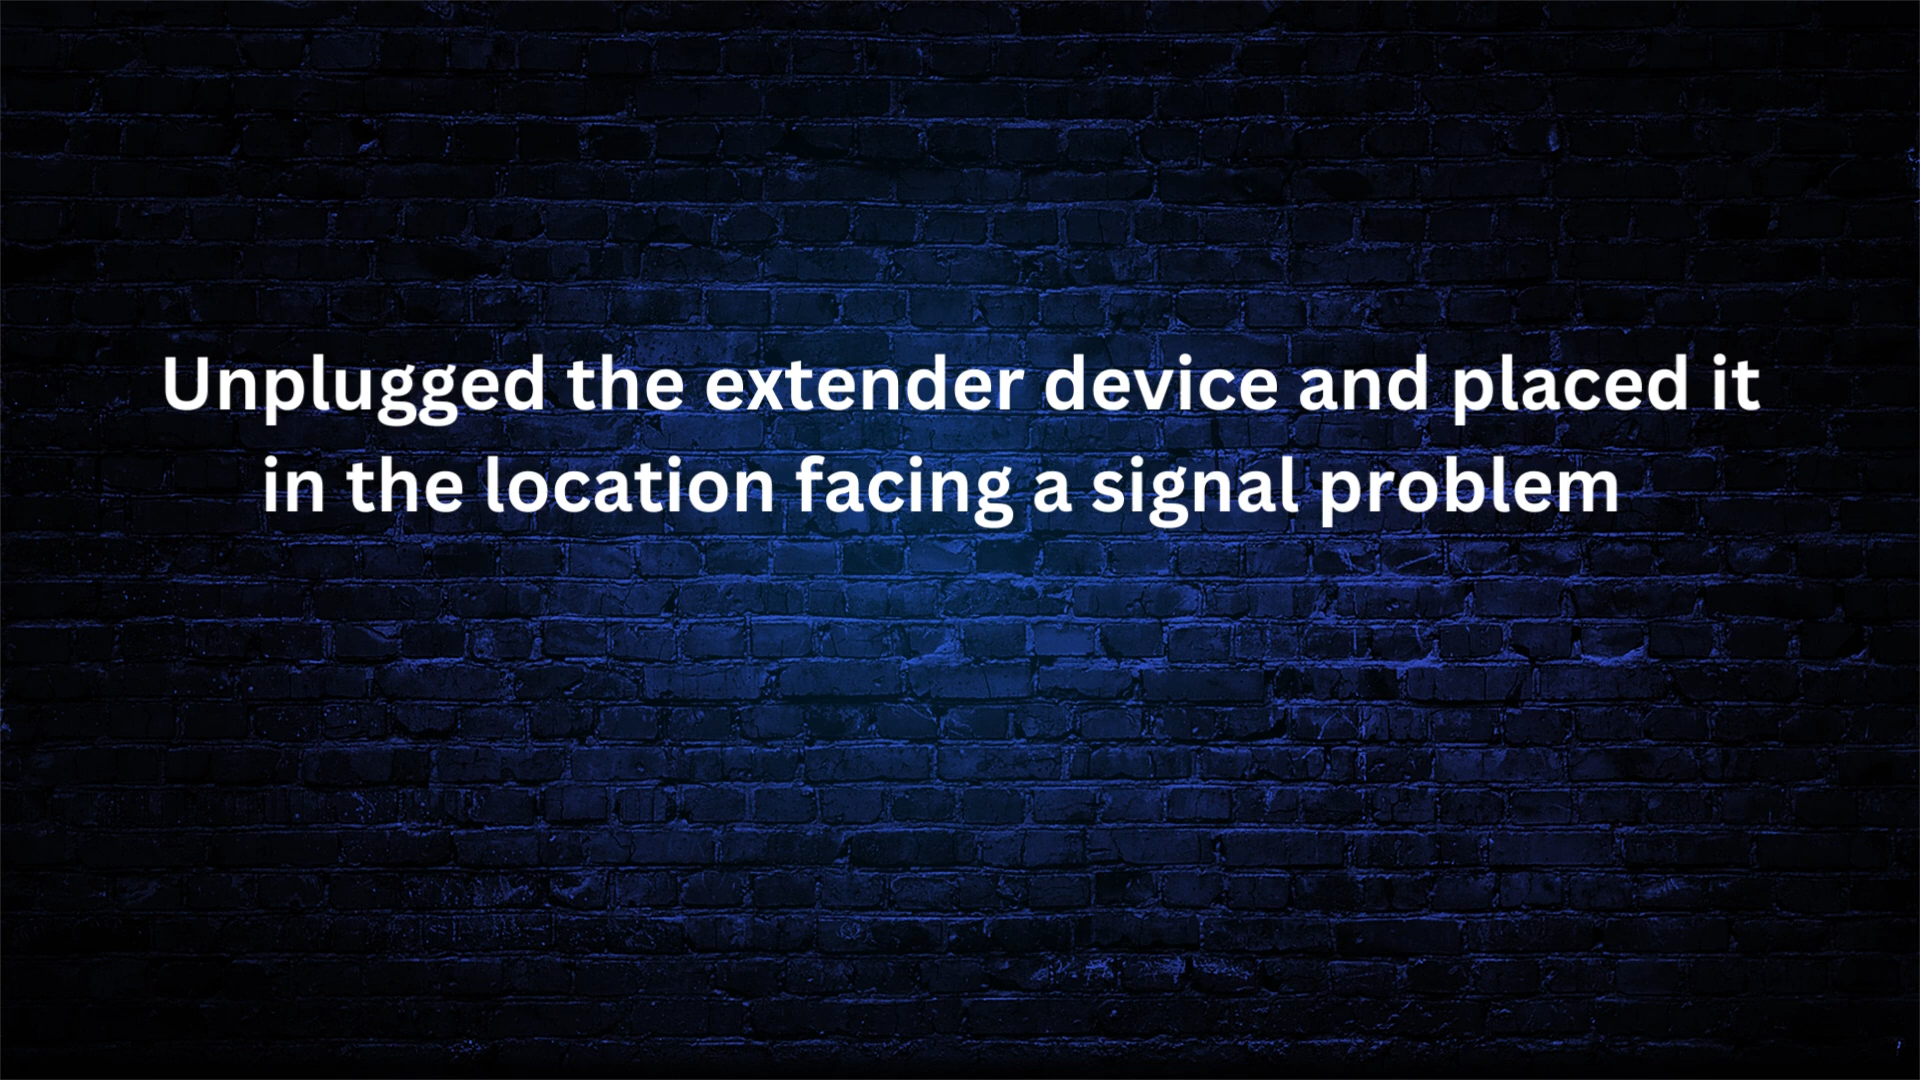 Unplugged the extender device and placed it
in the location facing a signal problem